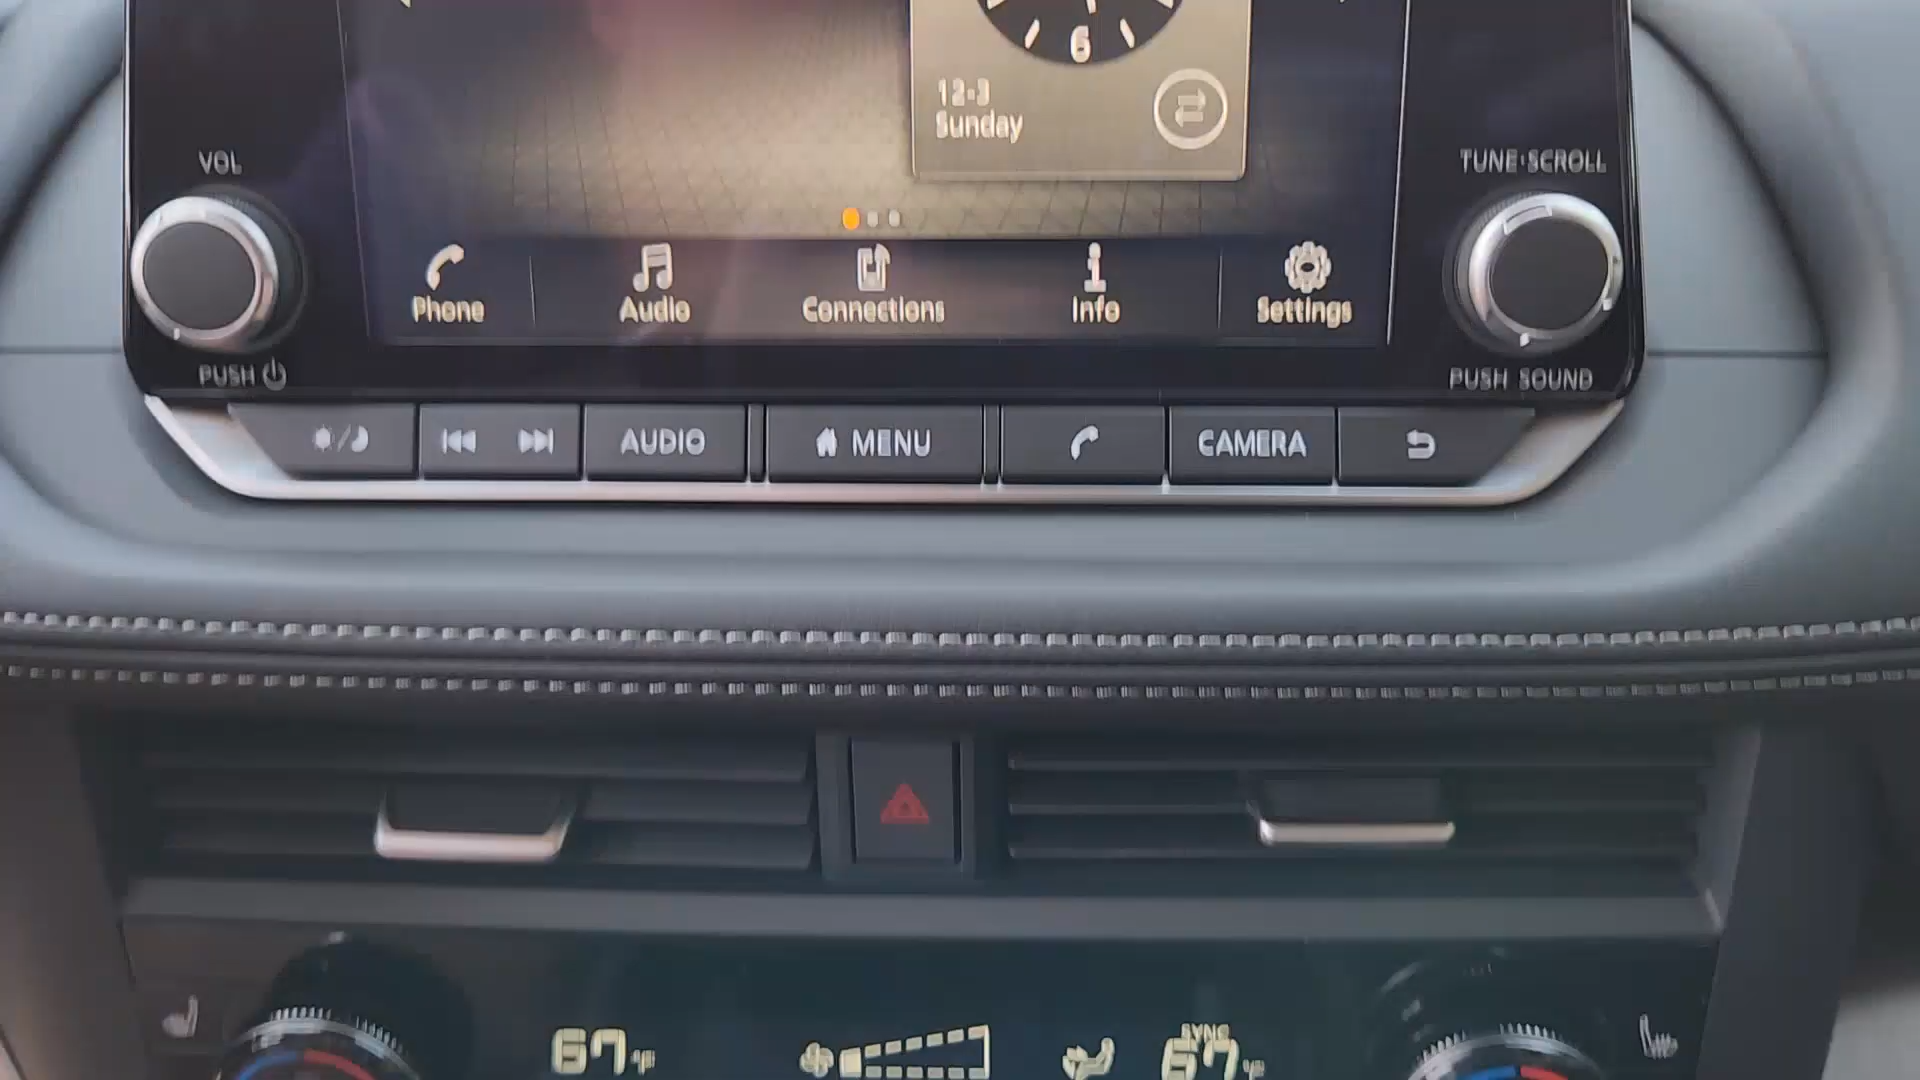 6
12·3
Sunday
VOL
TUNE·SCROLL
Phone
Audio
Connections
Info
Settings
PUSH
PUSH SOUND
AUDIO
MENU
CAMERA
67°F
SYNC
67°F